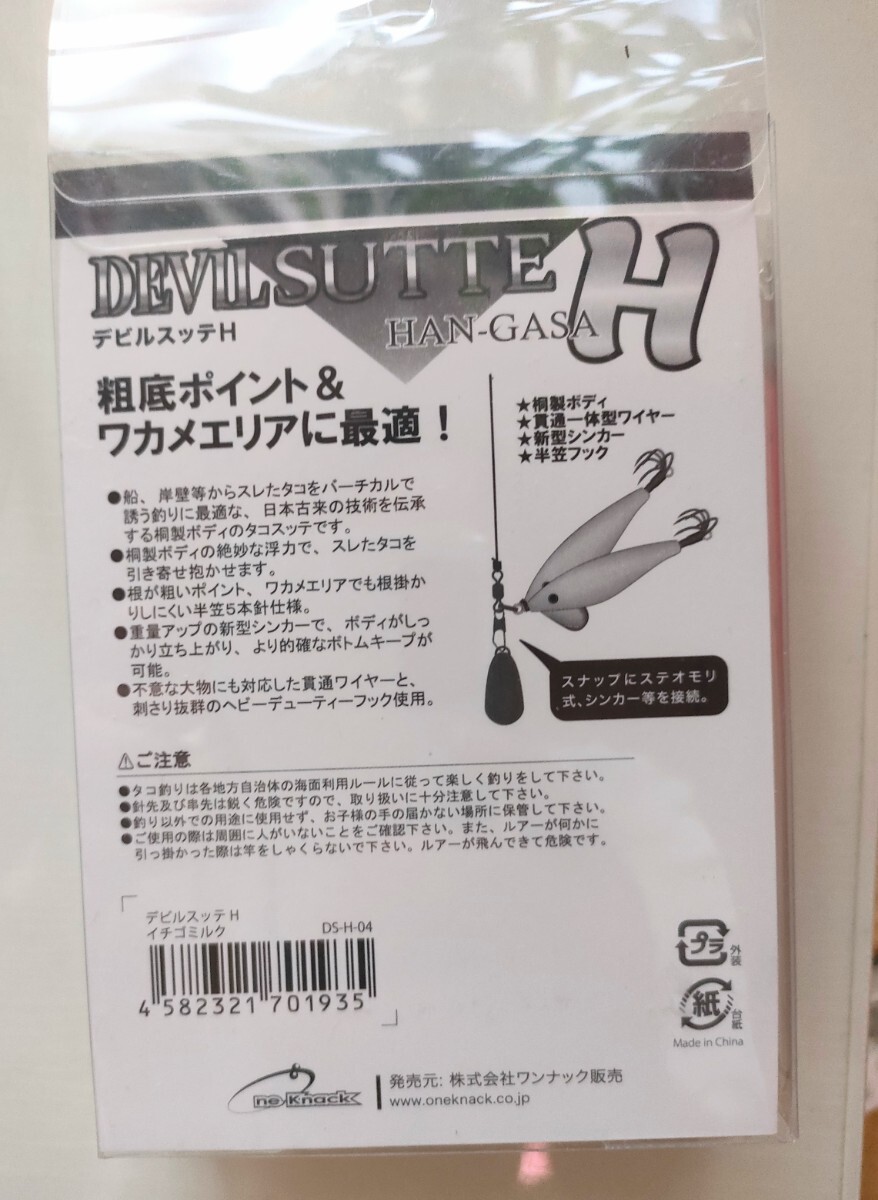 DEVIL SUTTE H
HAN-GASA
デビルスッテH
粗底ポイント&
ワカメエリアに最適！
★桐製ボディ
★貫通一体型ワイヤー
★新型シンカー
★半笠フック
●船、岸壁等からスレたタコをバーチカルで
誘う釣りに最適な、日本古来の技術を伝承
する桐製ボディのタコスッテです。
●桐製ボディの絶妙な浮力で、スレたタコを
引き寄せ抱かせます。
●根が粗いポイント、ワカメエリアでも根掛か
りしにくい半笠5本針仕様。
●重量アップの新型シンカーで、ボディがしっ
かり立ち上がり、より的確なボトムキープが
可能。
●不意な大物にも対応した貫通ワイヤーと、
刺さり抜群のヘビーデューティーフック使用。
スナップにステオモリ
式、シンカー等を接続。
⚠ご注意
●タコ釣りは各地方自治体の海面利用ルールに従って楽しく釣りをして下さい。
●針先及び串先は鋭く危険ですので、取り扱いに十分注意して下さい。
●釣り以外での用途に使用せず、お子様の手の届かない場所に保管して下さい。
●ご使用の際は周囲に人がいないことをご確認下さい。また、ルアーが何かに
引っ掛かった際は竿をしゃくらないで下さい。ルアーが飛んできて危険です。
デビルスッテH
イチゴミルク DS-H-04
4 582321 701935
プラ 外装
紙 台紙
Made in China
one Knack
発売元: 株式会社ワンナック販売
www.oneknack.co.jp